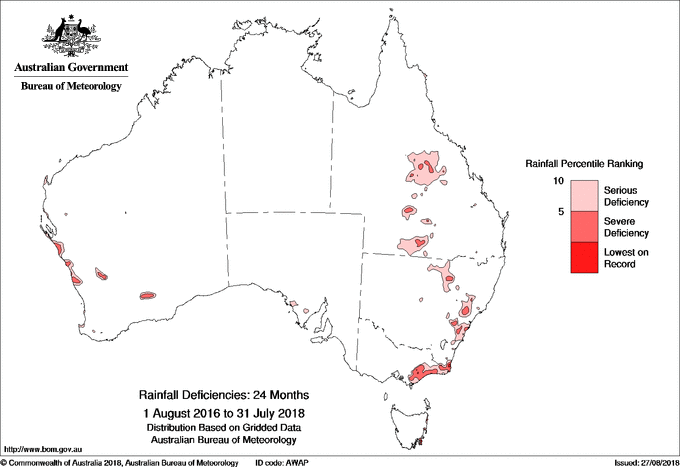 Australian Government
Bureau of Meteorology
Rainfall Percentile Ranking
10
Serious
Deficiency
5
Severe
Deficiency
Lowest on
Record
Rainfall Deficiencies: 24 Months
1 August 2016 to 31 July 2018
Distribution Based on Gridded Data
Australian Bureau of Meteorology
http://www.bom.gov.au
© Commonwealth of Australia 2018, Australian Bureau of Meteorology ID code: AWAP Issued: 27/08/2018